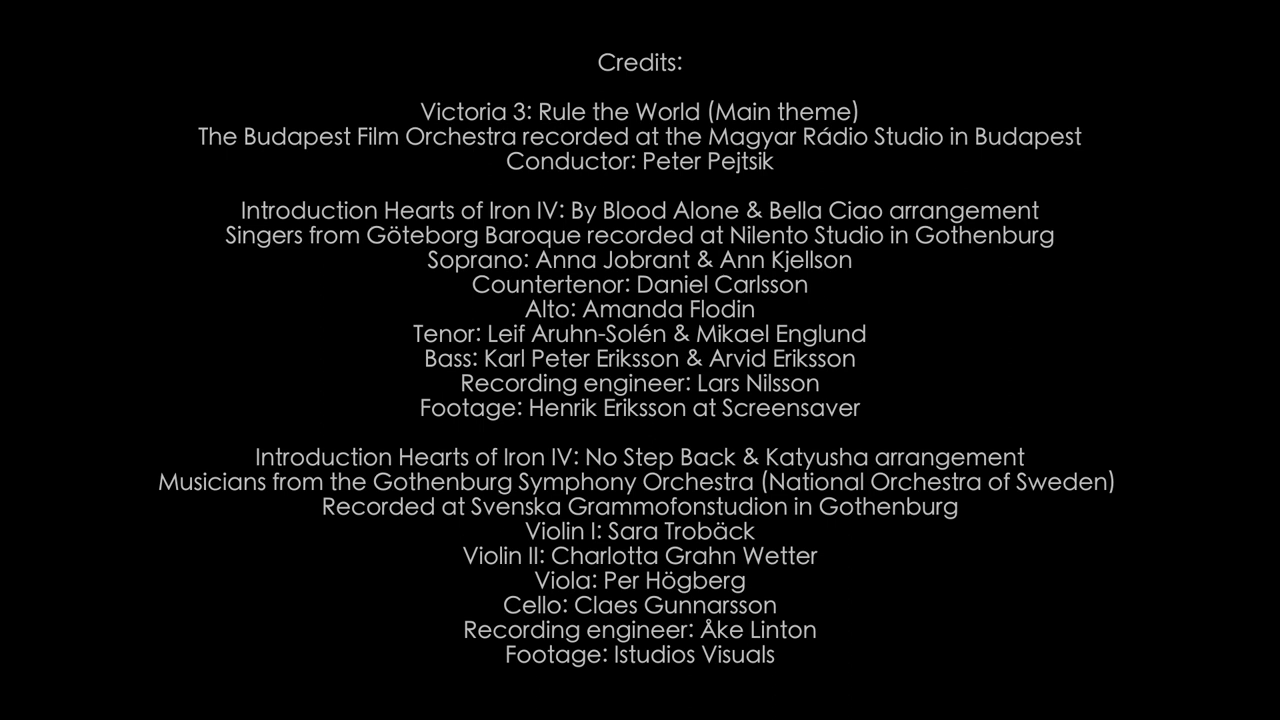 Credits:
Victoria 3: Rule the World (Main theme)
The Budapest Film Orchestra recorded at the Magyar Rádio Studio in Budapest
Conductor: Peter Pejtsik
Introduction Hearts of Iron IV: By Blood Alone & Bella Ciao arrangement
Singers from Göteborg Baroque recorded at Nilento Studio in Gothenburg
Soprano: Anna Jobrant & Ann Kjellson
Countertenor: Daniel Carlsson
Alto: Amanda Flodin
Tenor: Leif Aruhn-Solén & Mikael Englund
Bass: Karl Peter Eriksson & Arvid Eriksson
Recording engineer: Lars Nilsson
Footage: Henrik Eriksson at Screensaver
Introduction Hearts of Iron IV: No Step Back & Katyusha arrangement
Musicians from the Gothenburg Symphony Orchestra (National Orchestra of Sweden)
Recorded at Svenska Grammofonstudion in Gothenburg
Violin I: Sara Trobäck
Violin II: Charlotta Grahn Wetter
Viola: Per Högberg
Cello: Claes Gunnarsson
Recording engineer: Åke Linton
Footage: Istudios Visuals